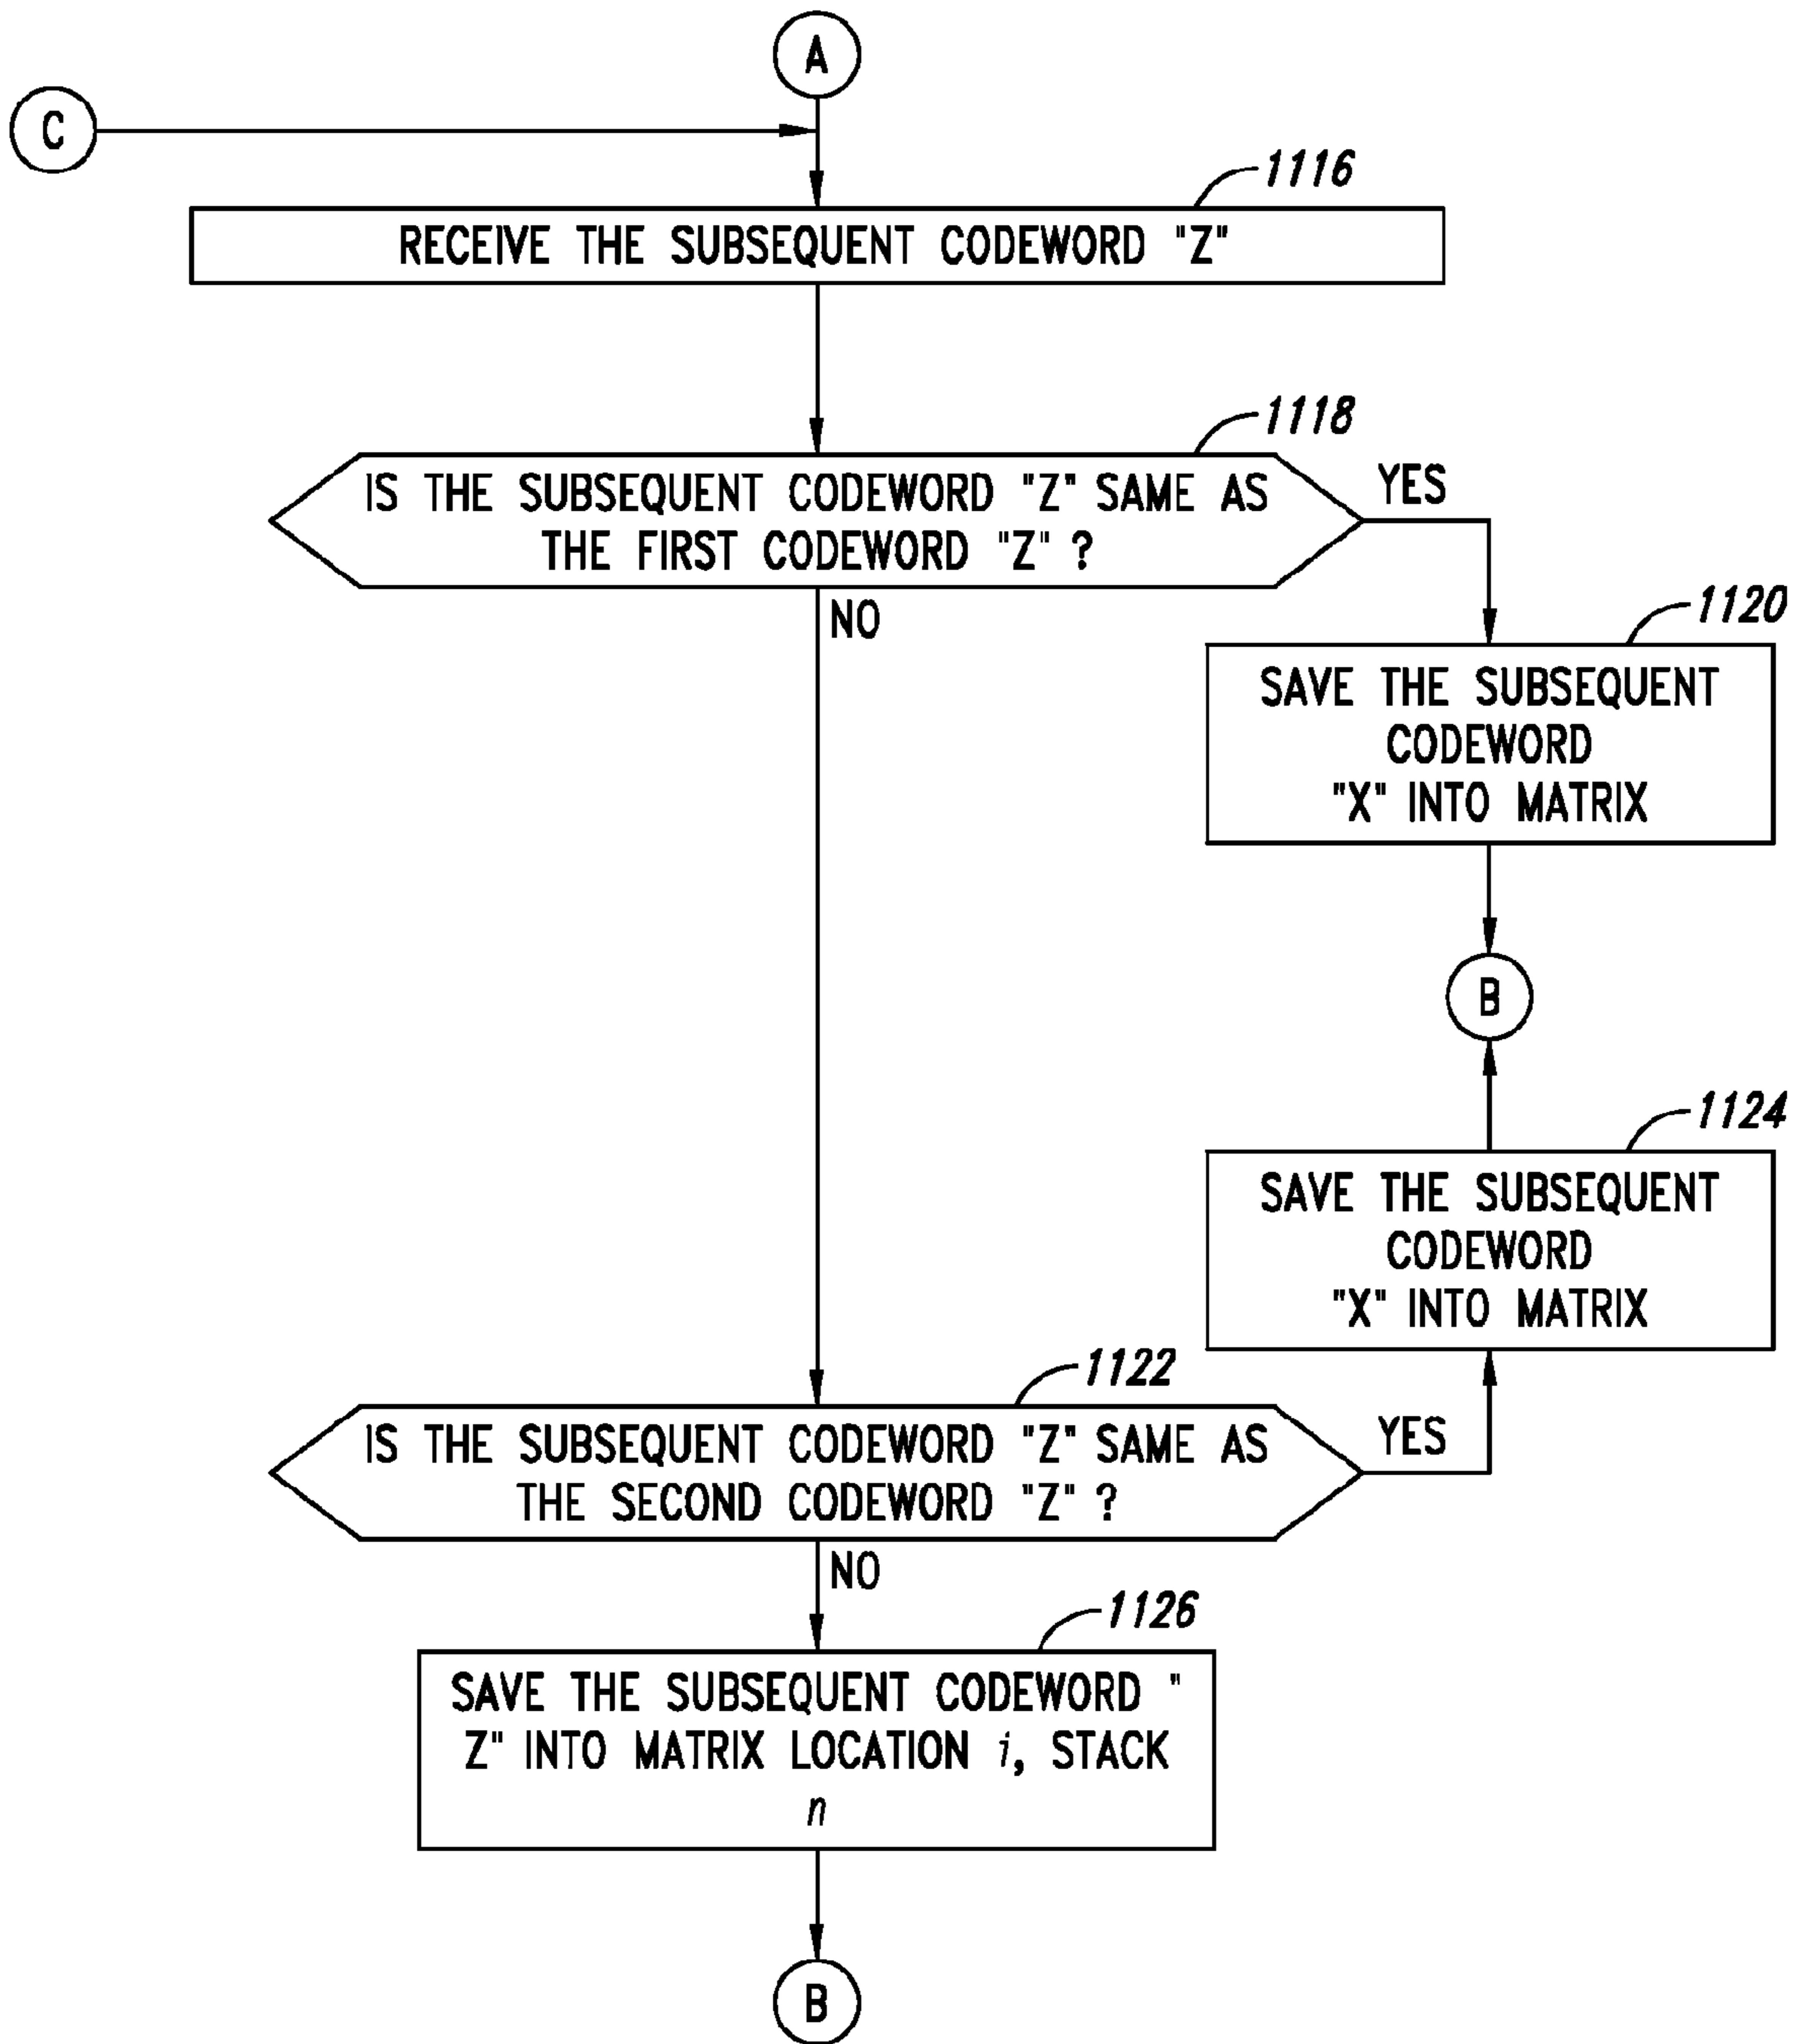 A
C
1116
RECEIVE THE SUBSEQUENT CODEWORD "Z"
1118
IS THE SUBSEQUENT CODEWORD "Z" SAME AS
THE FIRST CODEWORD "Z" ?
YES
NO
1120
SAVE THE SUBSEQUENT
CODEWORD
"X" INTO MATRIX
B
1124
SAVE THE SUBSEQUENT
CODEWORD
"X" INTO MATRIX
1122
IS THE SUBSEQUENT CODEWORD "Z" SAME AS
THE SECOND CODEWORD "Z" ?
YES
NO
1126
SAVE THE SUBSEQUENT CODEWORD "
Z" INTO MATRIX LOCATION i, STACK
n
B